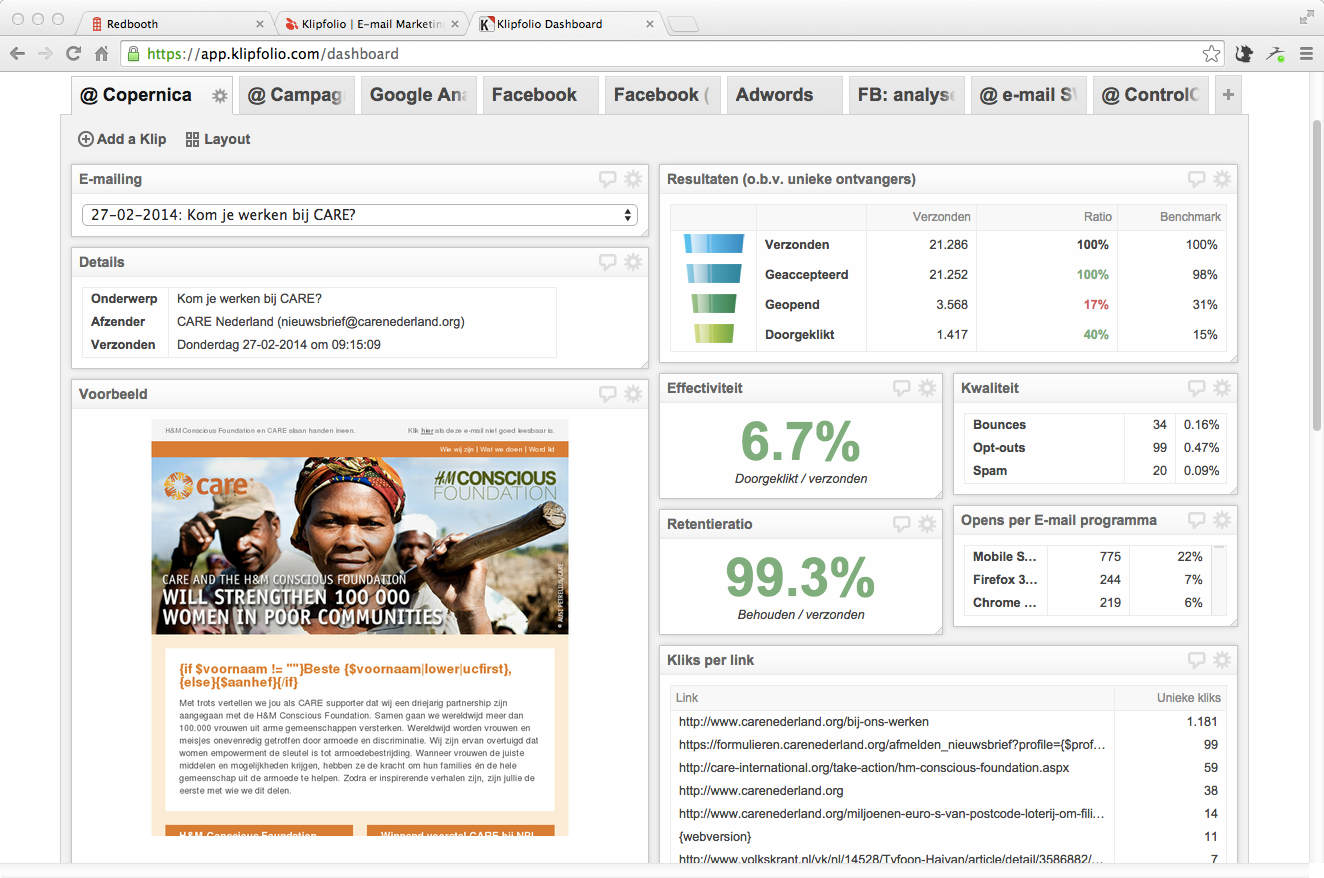 Redbooth
Klipfolio | E-mail Marketin
Klipfolio Dashboard
https://app.klipfolio.com/dashboard
@ Copernica
@ Campag
Google Ana
Facebook
Facebook (
Adwords
FB: analyse
@ e-mail SV
@ ControlC
+
Add a Klip
Layout
E-mailing
27-02-2014: Kom je werken bij CARE?
Details
Onderwerp Kom je werken bij CARE?
Afzender CARE Nederland (nieuwsbrief@carenederland.org)
Verzonden Donderdag 27-02-2014 om 09:15:09
Voorbeeld
H&M Conscious Foundation en CARE slaan handen ineen.
Klik hier als deze e-mail niet goed leesbaar is.
Wie wij zijn | Wat we doen | Word lid
care
H&M CONSCIOUS
FOUNDATION
CARE AND THE H&M CONSCIOUS FOUNDATION
WILL STRENGTHEN 100 000
WOMEN IN POOR COMMUNITIES
{if $voornaam != ""}Beste {$voornaam|lower|ucfirst},
{else}{$aanhef}{/if}
Met trots vertellen we jou als CARE supporter dat wij een driejarig partnership zijn
aangegaan met de H&M Conscious Foundation. Samen gaan we wereldwijd meer dan
100.000 vrouwen uit arme gemeenschappen versterken. Wereldwijd worden vrouwen en
meisjes onevenredig getroffen door armoede en discriminatie. Wij zijn ervan overtuigd dat
women empowerment de sleutel is tot armoedebestrijding. Wanneer vrouwen de juiste
middelen en mogelijkheden krijgen, hebben ze de kracht om hun families én de hele
gemeenschap uit de armoede te helpen. Zodra er inspirerende verhalen zijn, zijn jullie de
eerste met wie we dit delen.
H&M Conscious Foundation
Winnend voorstel CARE bij NPL
Resultaten (o.b.v. unieke ontvangers)
Verzonden Ratio Benchmark
Verzonden 21.286 100% 100%
Geaccepteerd 21.252 100% 98%
Geopend 3.568 17% 31%
Doorgeklikt 1.417 40% 15%
Effectiviteit
6.7%
Doorgeklikt / verzonden
Kwaliteit
Bounces 34 0.16%
Opt-outs 99 0.47%
Spam 20 0.09%
Retentieratio
99.3%
Behouden / verzonden
Opens per E-mail programma
Mobile S... 775 22%
Firefox 3... 244 7%
Chrome ... 219 6%
Kliks per link
Link Unieke kliks
http://www.carenederland.org/bij-ons-werken 1.181
https://formulieren.carenederland.org/afmelden_nieuwsbrief?profile={$prof... 99
http://care-international.org/take-action/hm-conscious-foundation.aspx 59
http://www.carenederland.org 38
http://www.carenederland.org/miljoenen-euro-s-van-postcode-loterij-om-fili... 14
{webversion} 11
http://www.volkskrant.nl/vk/nl/14528/Tyfoon-Haiyan/article/detail/3586882/... 7